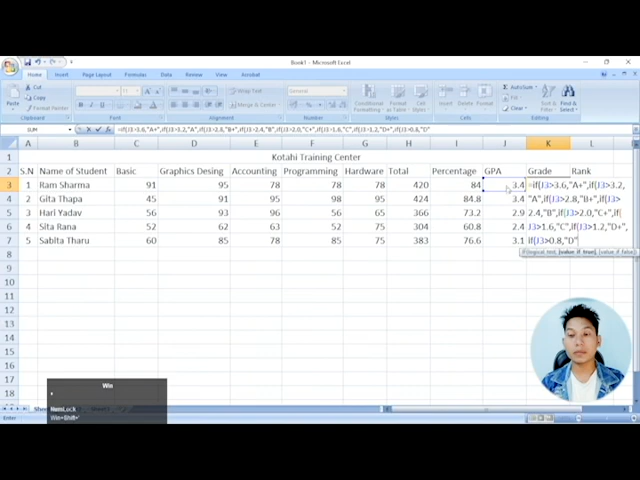 Book1 - Microsoft Excel
Home Insert Page Layout Formulas Data Review View Acrobat
Cut
Copy
Format Painter
Paste
Wrap Text
Merge & Center
General
Conditional Formatting
Format as Table
Cell Styles
Insert Delete Format
AutoSum
Fill
Clear
Sort & Filter
Find & Select
Clipboard Font Alignment Number Styles Cells Editing
SUM
=if(J3>3.6,"A+",if(J3>3.2,"A",if(J3>2.8,"B+",if(J3>2.4,"B",if(J3>2.0,"C+",if(J3>1.6,"C",if(J3>1.2,"D+",if(J3>0.8,"D"
A B C D E F G H I J K L
1 Kotahi Training Center
2 S.N Name of Student Basic Graphics Desing Accounting Programming Hardware Total Percentage GPA Grade Rank
3 1 Ram Sharma 91 95 78 78 78 420 84 3.4 =if(J3>3.6,"A+",if(J3>3.2,
4 2 Gita Thapa 45 95 96 96 92 424 84.8 3.4 "A",if(J3>2.8,"B+",if(J3>
5 3 Hari Yadav 56 93 96 56 65 366 73.2 2.9 2.4,"B",if(J3>2.0,"C+",if(
6 4 Sita Rana 52 62 63 52 75 304 60.8 2.4 J3>1.6,"C",if(J3>1.2,"D+",
7 5 Sabita Tharu 60 85 78 85 75 383 76.6 3.1 if(J3>0.8,"D"
IF(logical_test, [value_if_true], [value_if_false])
8
9
10
11
12
13
14
15
16
17
18
Win
NumLock
Win+Shift+'
Enter